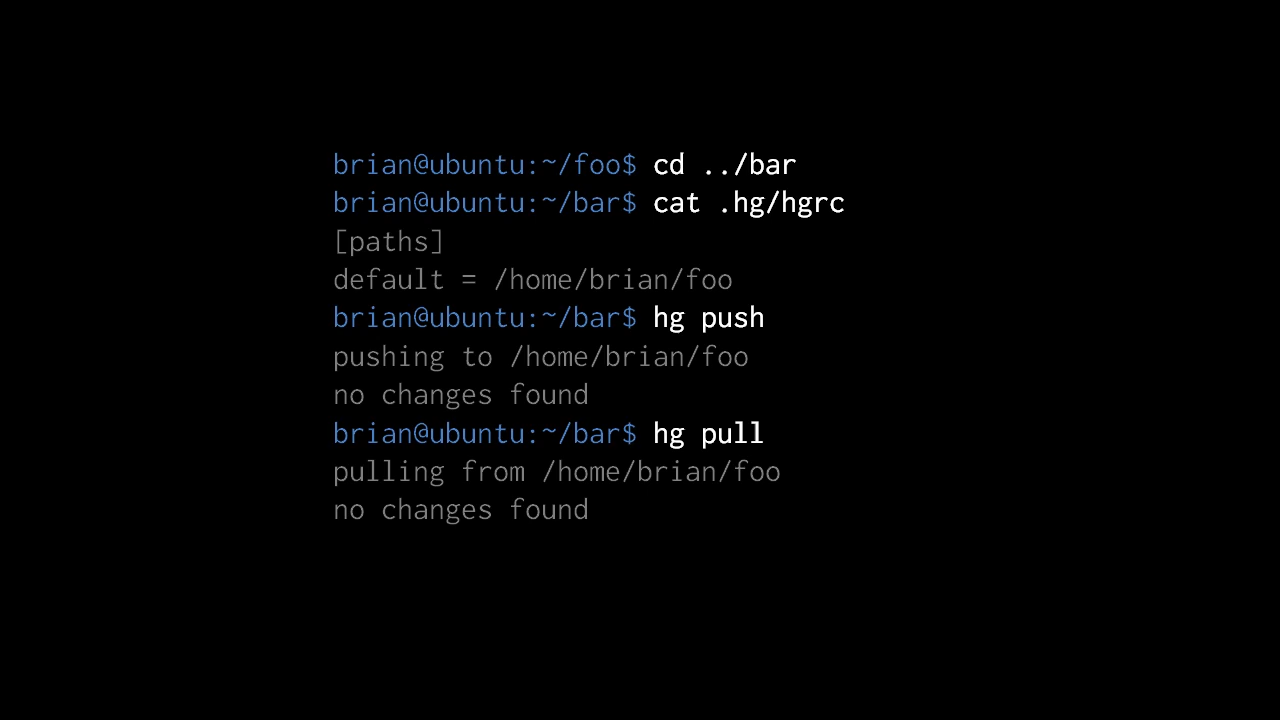 brian@ubuntu:~/foo$ cd ../bar
brian@ubuntu:~/bar$ cat .hg/hgrc
[paths]
default = /home/brian/foo
brian@ubuntu:~/bar$ hg push
pushing to /home/brian/foo
no changes found
brian@ubuntu:~/bar$ hg pull
pulling from /home/brian/foo
no changes found